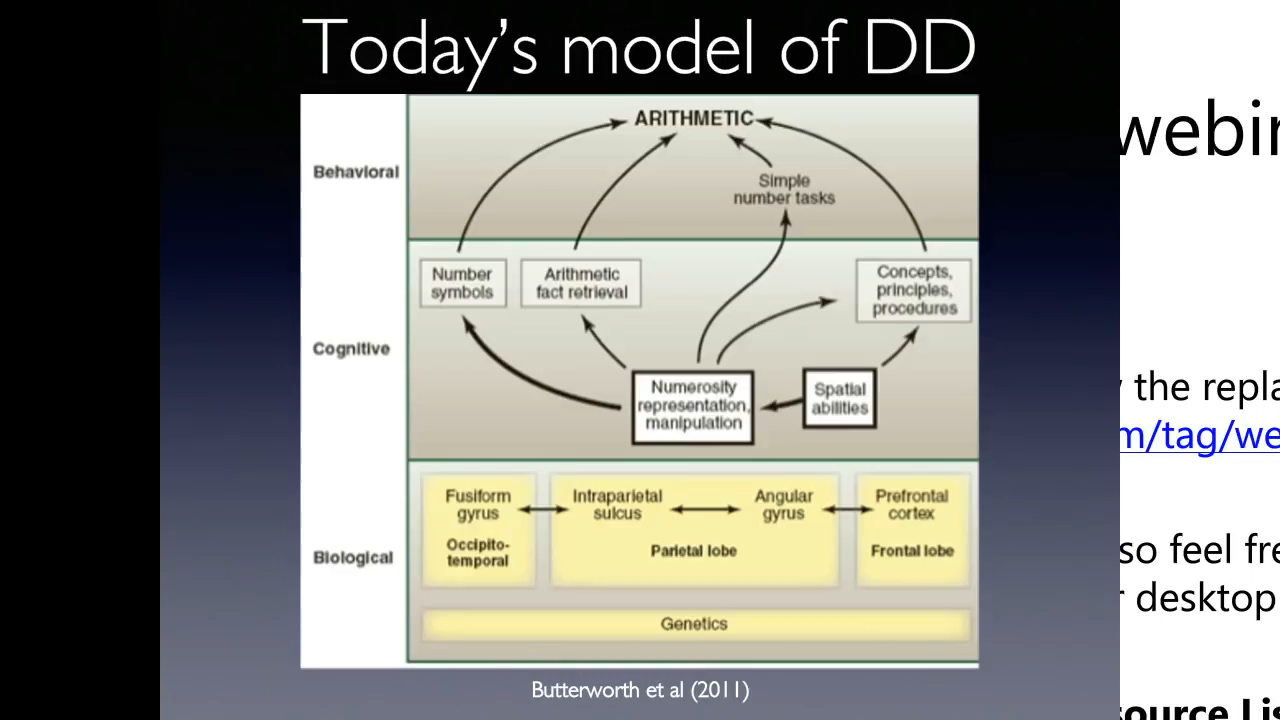 Today's model of DD
ARITHMETIC
Behavioral
Simple
number tasks
Number
symbols
Arithmetic
fact retrieval
Concepts,
principles,
procedures
Cognitive
Numerosity
representation,
manipulation
Spatial
abilities
Fusiform
gyrus
Intraparietal
sulcus
Angular
gyrus
Prefrontal
cortex
Occipito-
temporal
Parietal lobe
Frontal lobe
Biological
Genetics
Butterworth et al (2011)
webin
the repla
m/tag/we
so feel fre
r desktop
source Lis